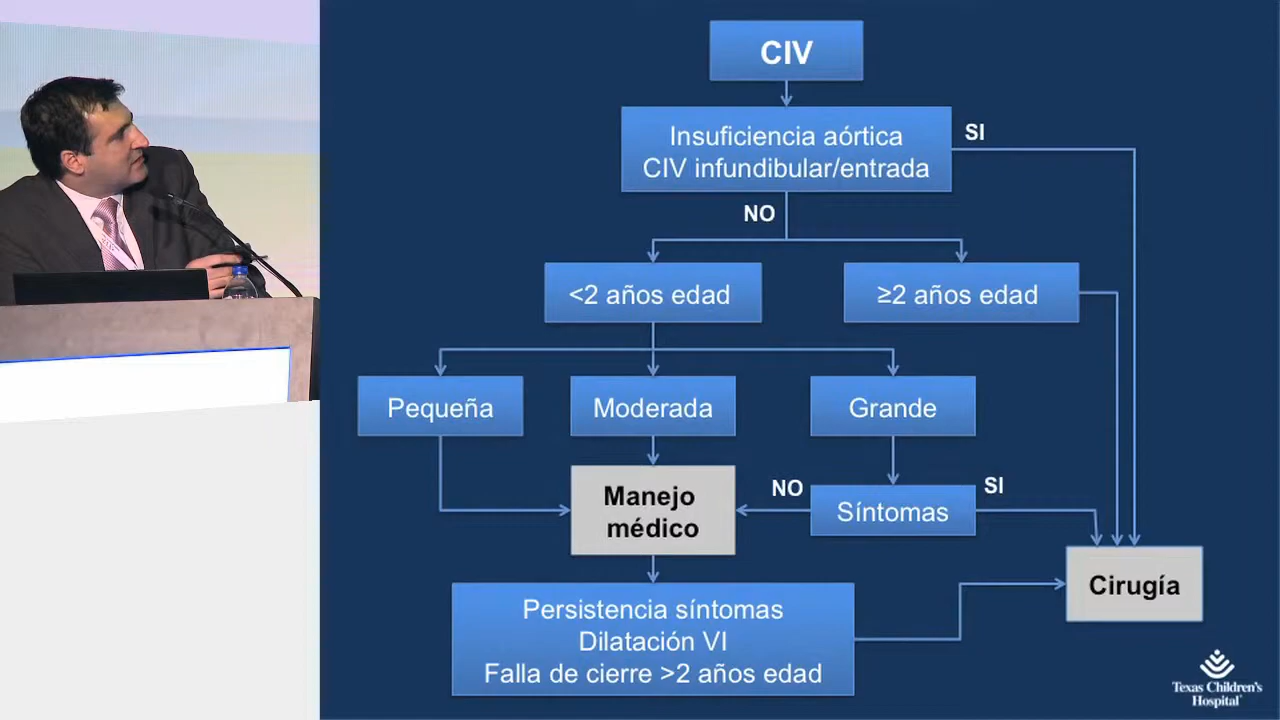 CIV
Insuficiencia aórtica
CIV infundibular/entrada
SI
NO
<2 años edad
≥2 años edad
Pequeña
Moderada
Grande
Manejo
médico
NO
Síntomas
SI
Cirugía
Persistencia síntomas
Dilatación VI
Falla de cierre >2 años edad
Texas Children's
Hospital